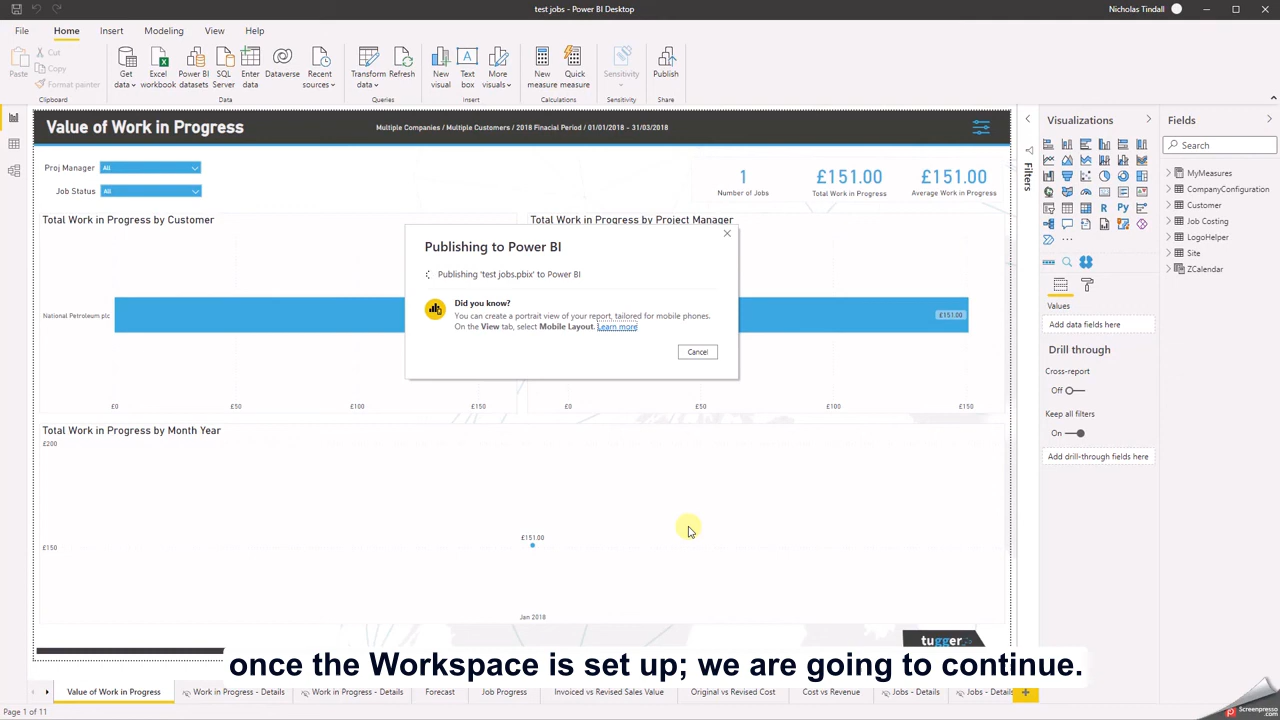 test jobs - Power BI Desktop
Nicholas Tindall
File Home Insert Modeling View Help
Paste
Cut
Copy
Format painter
Clipboard
Get data
Excel workbook
Power BI datasets
SQL Server
Enter data
Dataverse
Recent sources
Data
Transform data
Refresh
Queries
New visual
Text box
More visuals
Insert
New measure
Quick measure
Calculations
Sensitivity
Sensitivity
Publish
Share
Value of Work in Progress
Multiple Companies / Multiple Customers / 2018 Finacial Period / 01/01/2018 - 31/03/2018
Proj Manager All
Job Status All
1
Number of Jobs
£151.00
Total Work in Progress
£151.00
Average Work in Progress
Total Work in Progress by Customer
National Petroleum plc
£0 £50 £100 £150
Total Work in Progress by Project Manager
£151.00
£0 £50 £100 £150
Publishing to Power BI
Publishing 'test jobs.pbix' to Power BI
Did you know?
You can create a portrait view of your report, tailored for mobile phones.
On the View tab, select Mobile Layout. Learn more
Cancel
Total Work in Progress by Month Year
£200
£150
£151.00
Jan 2018
tugger
Filters
Visualizations
R
Py
Values
Add data fields here
Drill through
Cross-report
Off
Keep all filters
On
Add drill-through fields here
Fields
Search
MyMeasures
CompanyConfiguration
Customer
Job Costing
LogoHelper
Site
ZCalendar
once the Workspace is set up; we are going to continue.
Value of Work in Progress
Work in Progress - Details
Work in Progress - Details
Forecast
Job Progress
Invoiced vs Revised Sales Value
Original vs Revised Cost
Cost vs Revenue
Jobs - Details
Jobs - Details
Page 1 of 11
Screenpresso
.com